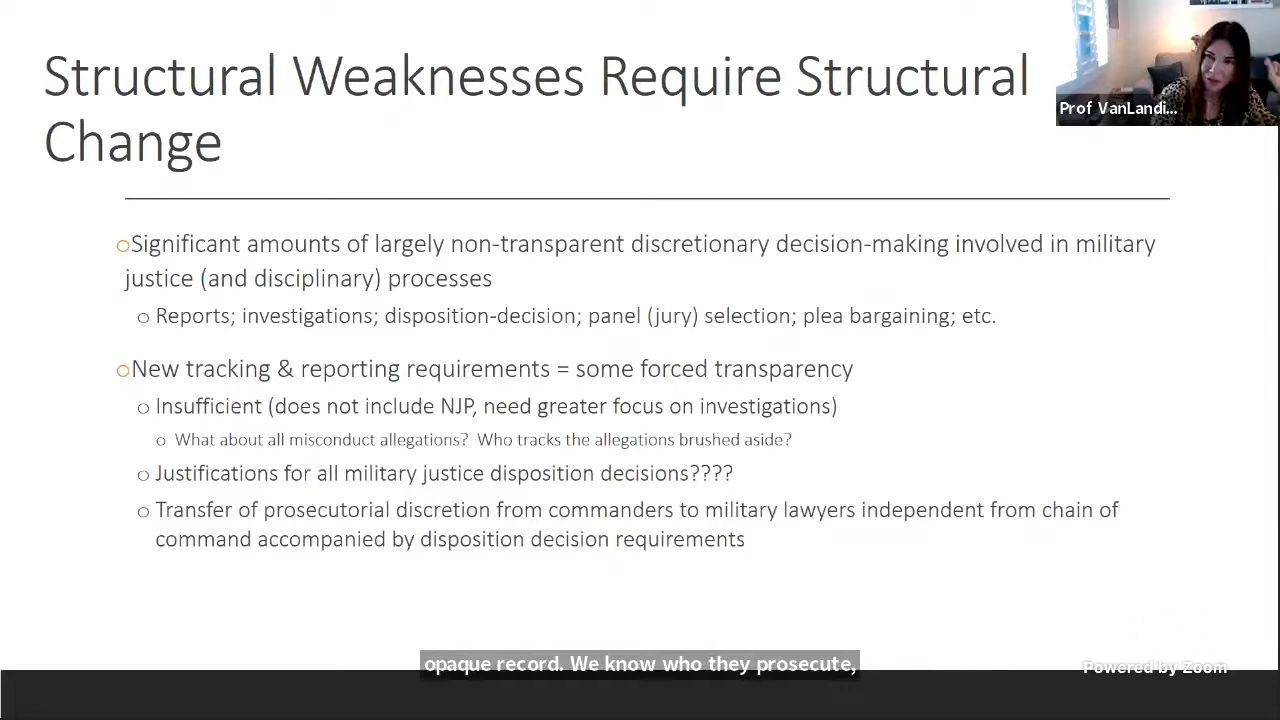 Structural Weaknesses Require Structural
Change
Prof VanLandi...
oSignificant amounts of largely non-transparent discretionary decision-making involved in military
justice (and disciplinary) processes
o Reports; investigations; disposition-decision; panel (jury) selection; plea bargaining; etc.
oNew tracking & reporting requirements = some forced transparency
o Insufficient (does not include NJP, need greater focus on investigations)
o What about all misconduct allegations? Who tracks the allegations brushed aside?
o Justifications for all military justice disposition decisions????
o Transfer of prosecutorial discretion from commanders to military lawyers independent from chain of
command accompanied by disposition decision requirements
opaque record. We know who they prosecute,
Powered by Zoom